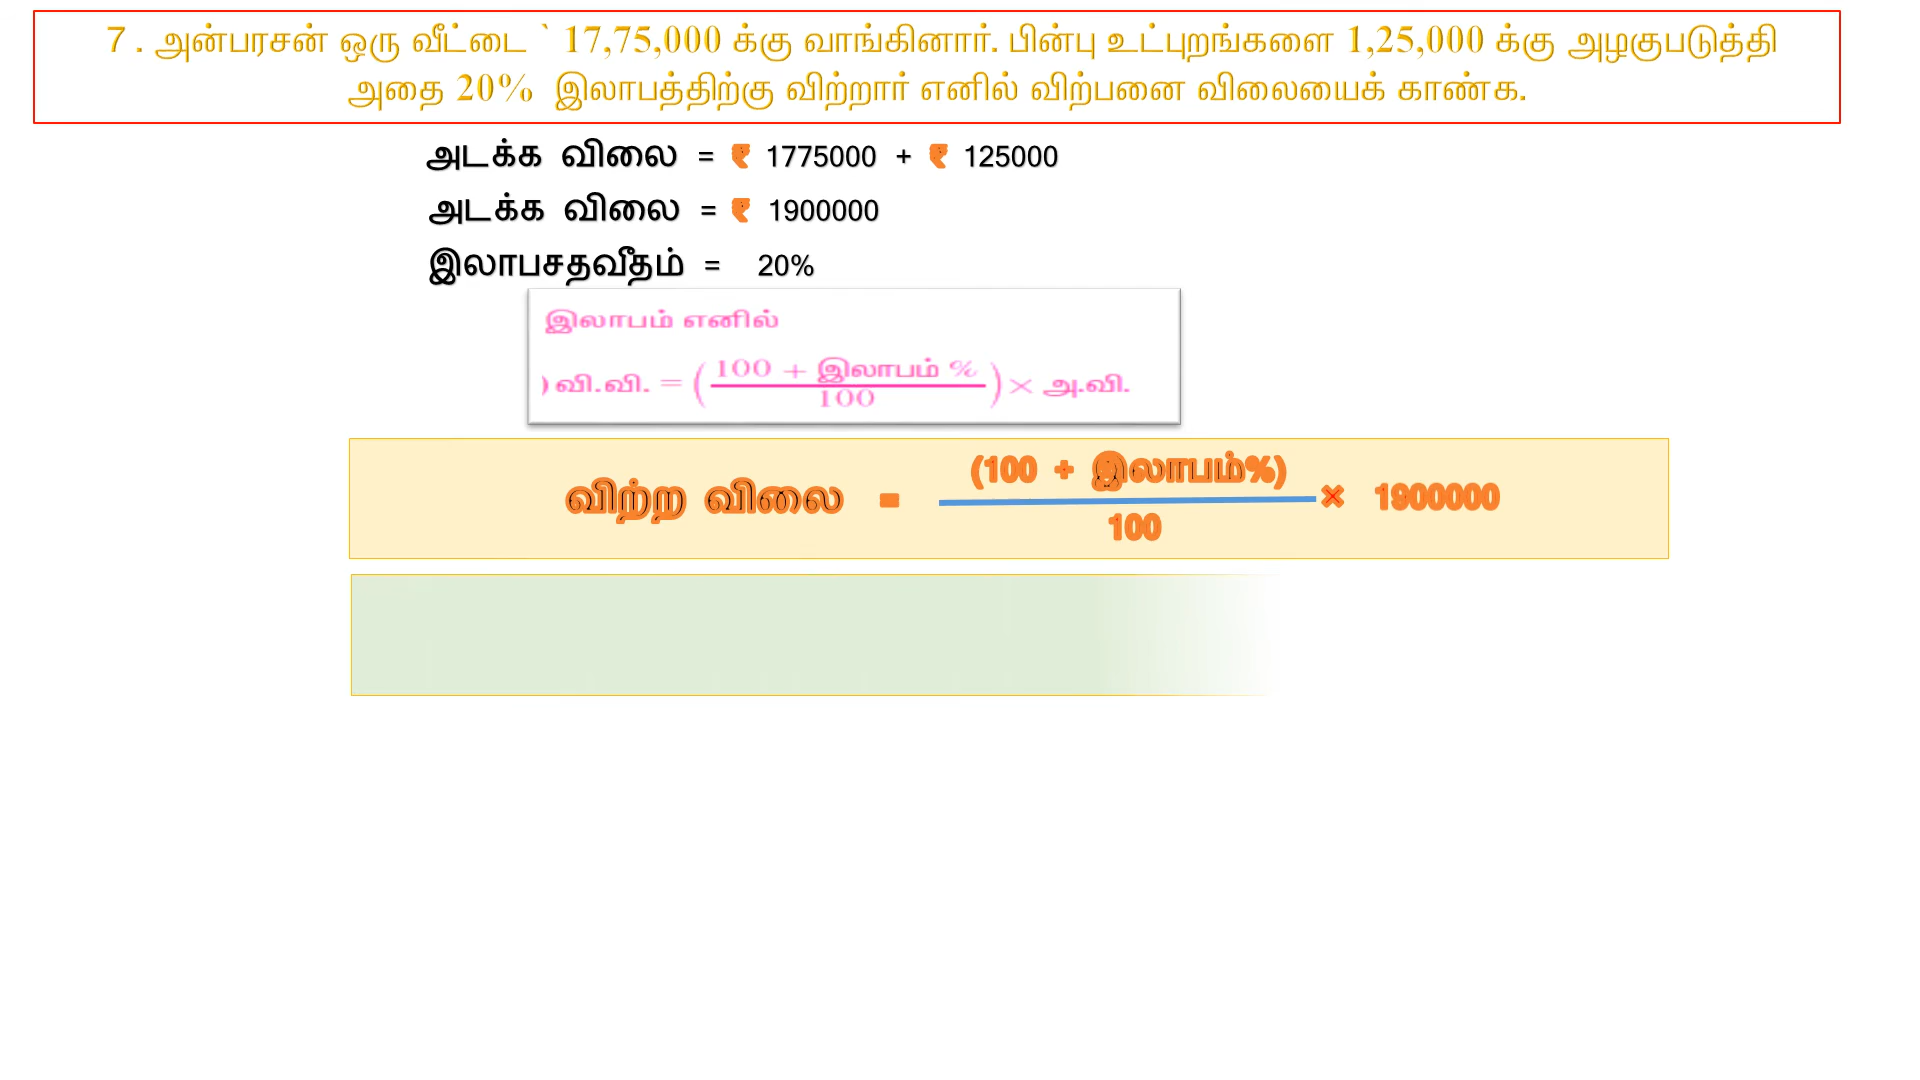 7 . அன்பரசன் ஒரு வீட்டை ` 17,75,000 க்கு வாங்கினார். பின்பு உட்புறங்களை 1,25,000 க்கு அழகுபடுத்தி
அதை 20% இலாபத்திற்கு விற்றார் எனில் விற்பனை விலையைக் காண்க.
அடக்க விலை = ₹ 1775000 + ₹ 125000
அடக்க விலை = ₹ 1900000
இலாபசதவீதம் = 20%
இலாபம் எனில்
) வி.வி. = (100 + இலாபம் % / 100) × அ.வி.
விற்ற விலை = (100 + இலாபம்%) / 100 × 1900000